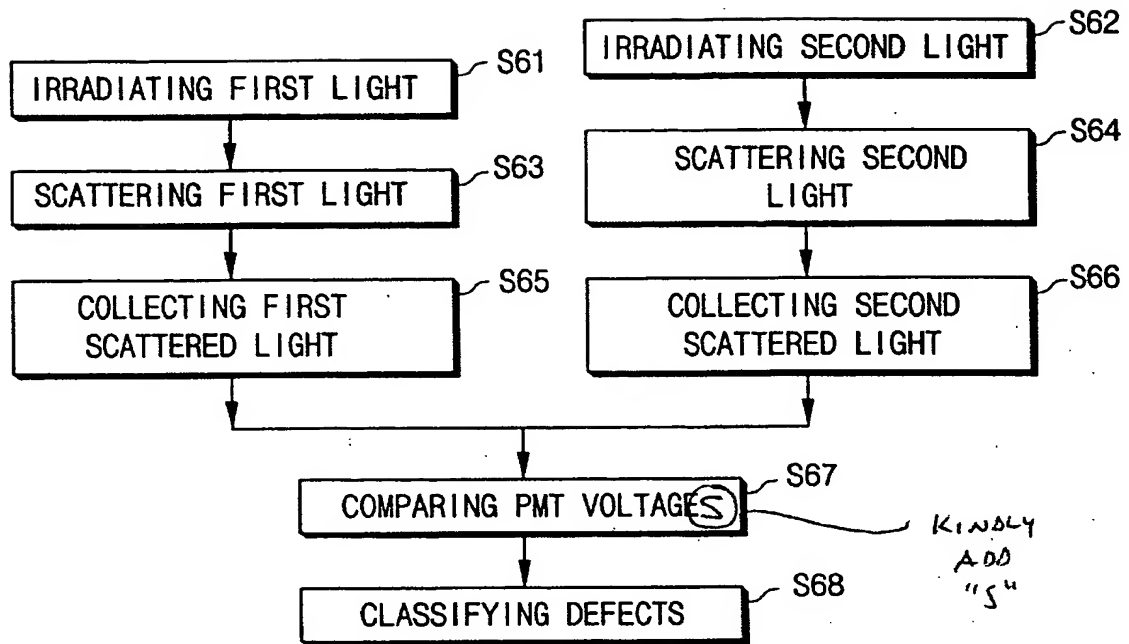 S62
IRRADIATING SECOND LIGHT
S61
IRRADIATING FIRST LIGHT
S64
SCATTERING SECOND
LIGHT
S63
SCATTERING FIRST LIGHT
S65
COLLECTING FIRST
SCATTERED LIGHT
S66
COLLECTING SECOND
SCATTERED LIGHT
S67
COMPARING PMT VOLTAGES
KINDLY
ADD
"S"
S68
CLASSIFYING DEFECTS